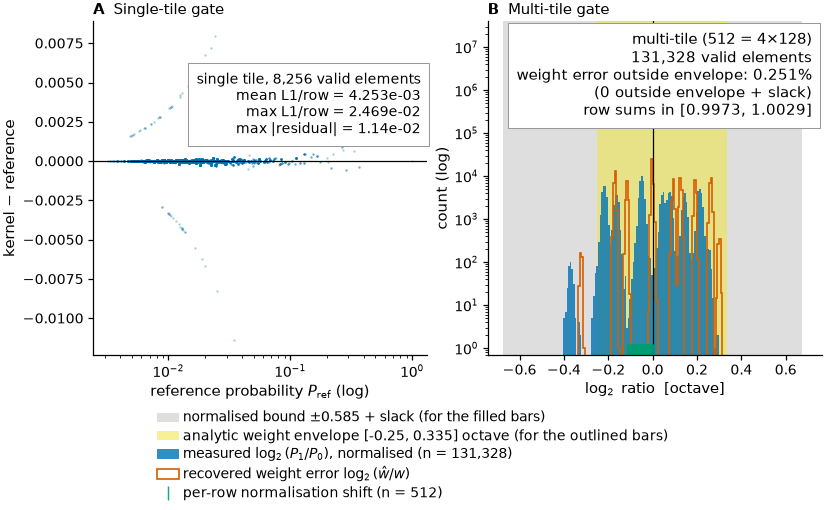 A Single-tile gate
single tile, 8,256 valid elements
mean L1/row = 4.253e-03
max L1/row = 2.469e-02
max |residual| = 1.14e-02
0.0075
0.0050
0.0025
0.0000
−0.0025
−0.0050
−0.0075
−0.0100
kernel − reference
10⁻² 10⁻¹ 10⁰
reference probability P_ref (log)
B Multi-tile gate
multi-tile (512 = 4×128)
131,328 valid elements
weight error outside envelope: 0.251%
(0 outside envelope + slack)
row sums in [0.9973, 1.0029]
10⁷
10⁶
10⁵
10⁴
10³
10²
10¹
10⁰
count (log)
−0.6 −0.4 −0.2 0.0 0.2 0.4 0.6
log₂ ratio [octave]
normalised bound ±0.585 + slack (for the filled bars)
analytic weight envelope [-0.25, 0.335] octave (for the outlined bars)
measured log₂ (P₁/P₀), normalised (n = 131,328)
recovered weight error log₂ (ŵ/w)
per-row normalisation shift (n = 512)